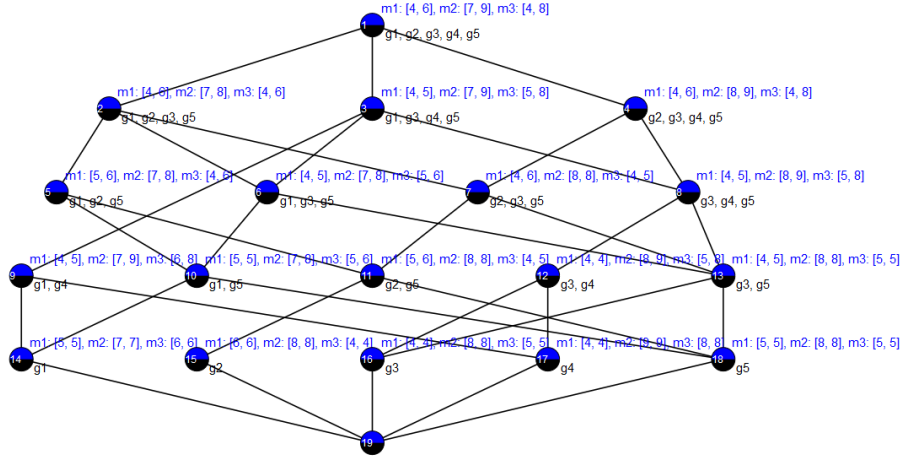 m1: [4, 6], m2: [7, 9], m3: [4, 8]
1
g1, g2, g3, g4, g5
m1: [4, 6], m2: [7, 8], m3: [4, 6]
2
g1, g2, g3, g5
m1: [4, 5], m2: [7, 9], m3: [5, 8]
3
g1, g3, g4, g5
m1: [4, 6], m2: [8, 9], m3: [4, 8]
4
g2, g3, g4, g5
m1: [5, 6], m2: [7, 8], m3: [4, 6]
5
g1, g2, g5
m1: [4, 5], m2: [7, 8], m3: [5, 6]
6
g1, g3, g5
m1: [4, 6], m2: [8, 8], m3: [4, 5]
7
g2, g3, g5
m1: [4, 5], m2: [8, 9], m3: [5, 8]
8
g3, g4, g5
m1: [4, 5], m2: [7, 9], m3: [6, 8]
9
g1, g4
m1: [5, 5], m2: [7, 8], m3: [5, 6]
10
g1, g5
m1: [5, 6], m2: [8, 8], m3: [4, 5]
11
g2, g5
m1: [4, 4], m2: [8, 9], m3: [5, 8]
12
g3, g4
m1: [4, 5], m2: [8, 8], m3: [5, 5]
13
g3, g5
m1: [5, 5], m2: [7, 7], m3: [6, 6]
14
g1
m1: [6, 6], m2: [8, 8], m3: [4, 4]
15
g2
m1: [4, 4], m2: [8, 8], m3: [5, 5]
16
g3
m1: [4, 4], m2: [9, 9], m3: [8, 8]
17
g4
m1: [5, 5], m2: [8, 8], m3: [5, 5]
18
g5
19